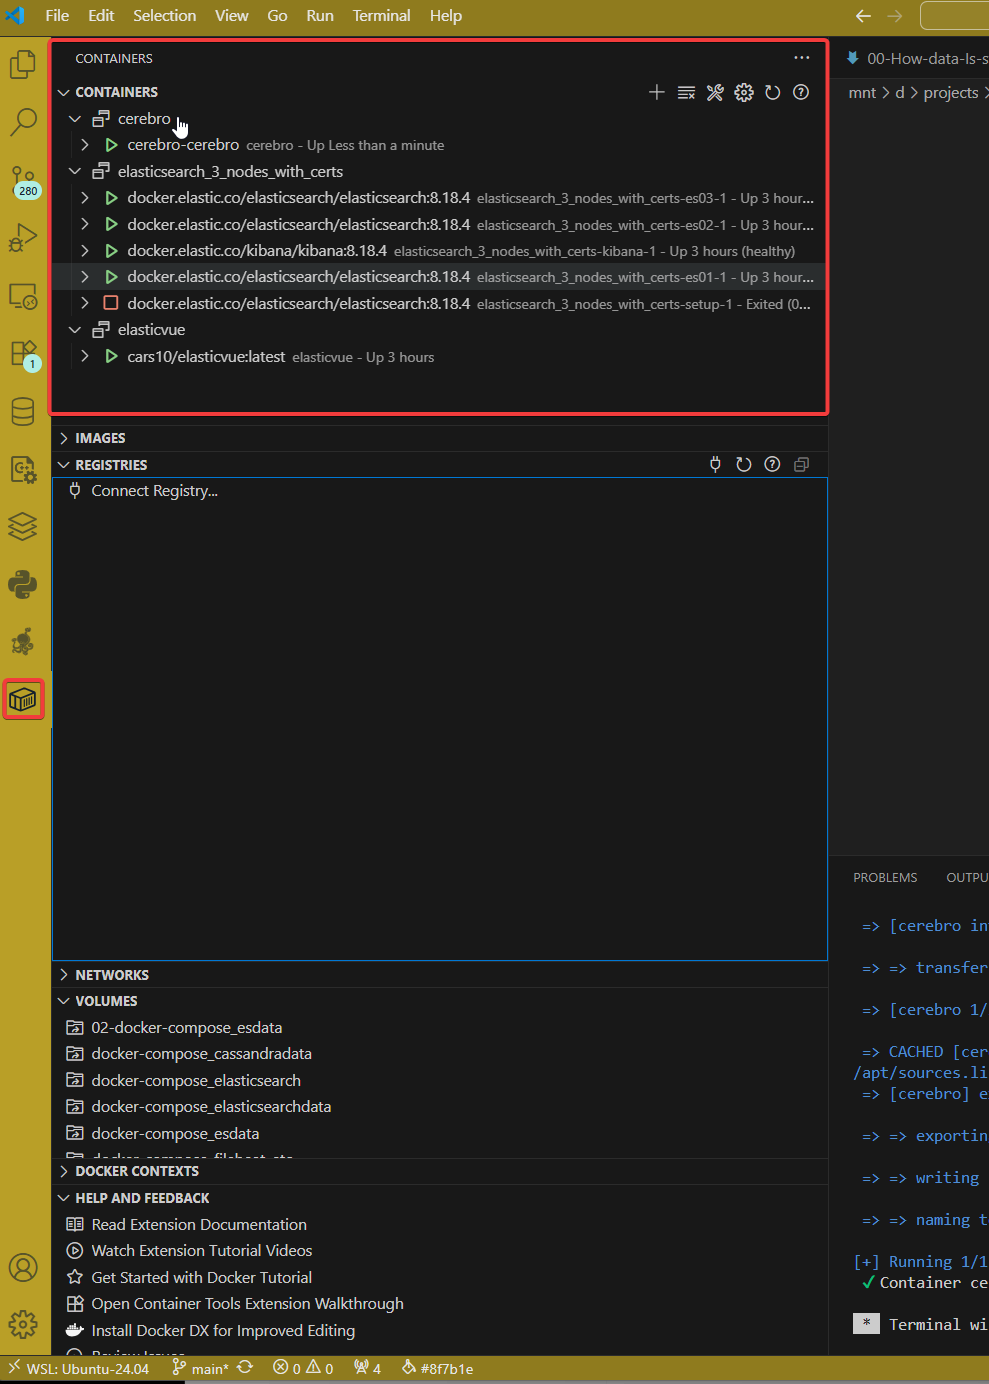 File Edit Selection View Go Run Terminal Help
CONTAINERS
00-How-data-Is-s
CONTAINERS
mnt > d > projects >
cerebro
cerebro-cerebro cerebro - Up Less than a minute
280
elasticsearch_3_nodes_with_certs
docker.elastic.co/elasticsearch/elasticsearch:8.18.4 elasticsearch_3_nodes_with_certs-es03-1 - Up 3 hour...
docker.elastic.co/elasticsearch/elasticsearch:8.18.4 elasticsearch_3_nodes_with_certs-es02-1 - Up 3 hour...
docker.elastic.co/kibana/kibana:8.18.4 elasticsearch_3_nodes_with_certs-kibana-1 - Up 3 hours (healthy)
docker.elastic.co/elasticsearch/elasticsearch:8.18.4 elasticsearch_3_nodes_with_certs-es01-1 - Up 3 hour...
docker.elastic.co/elasticsearch/elasticsearch:8.18.4 elasticsearch_3_nodes_with_certs-setup-1 - Exited (0...
elasticvue
cars10/elasticvue:latest elasticvue - Up 3 hours
1
IMAGES
REGISTRIES
Connect Registry...
NETWORKS
VOLUMES
02-docker-compose_esdata
docker-compose_cassandradata
docker-compose_elasticsearch
docker-compose_elasticsearchdata
docker-compose_esdata
DOCKER CONTEXTS
HELP AND FEEDBACK
Read Extension Documentation
Watch Extension Tutorial Videos
Get Started with Docker Tutorial
Open Container Tools Extension Walkthrough
Install Docker DX for Improved Editing
PROBLEMS OUTPU
=> [cerebro in
=> => transfer
=> [cerebro 1/
=> CACHED [cer
/apt/sources.li
=> [cerebro] e
=> => exportin
=> => writing
=> => naming t
[+] Running 1/1
✓ Container ce
* Terminal wi
WSL: Ubuntu-24.04 main* 0 0 4 #8f7b1e